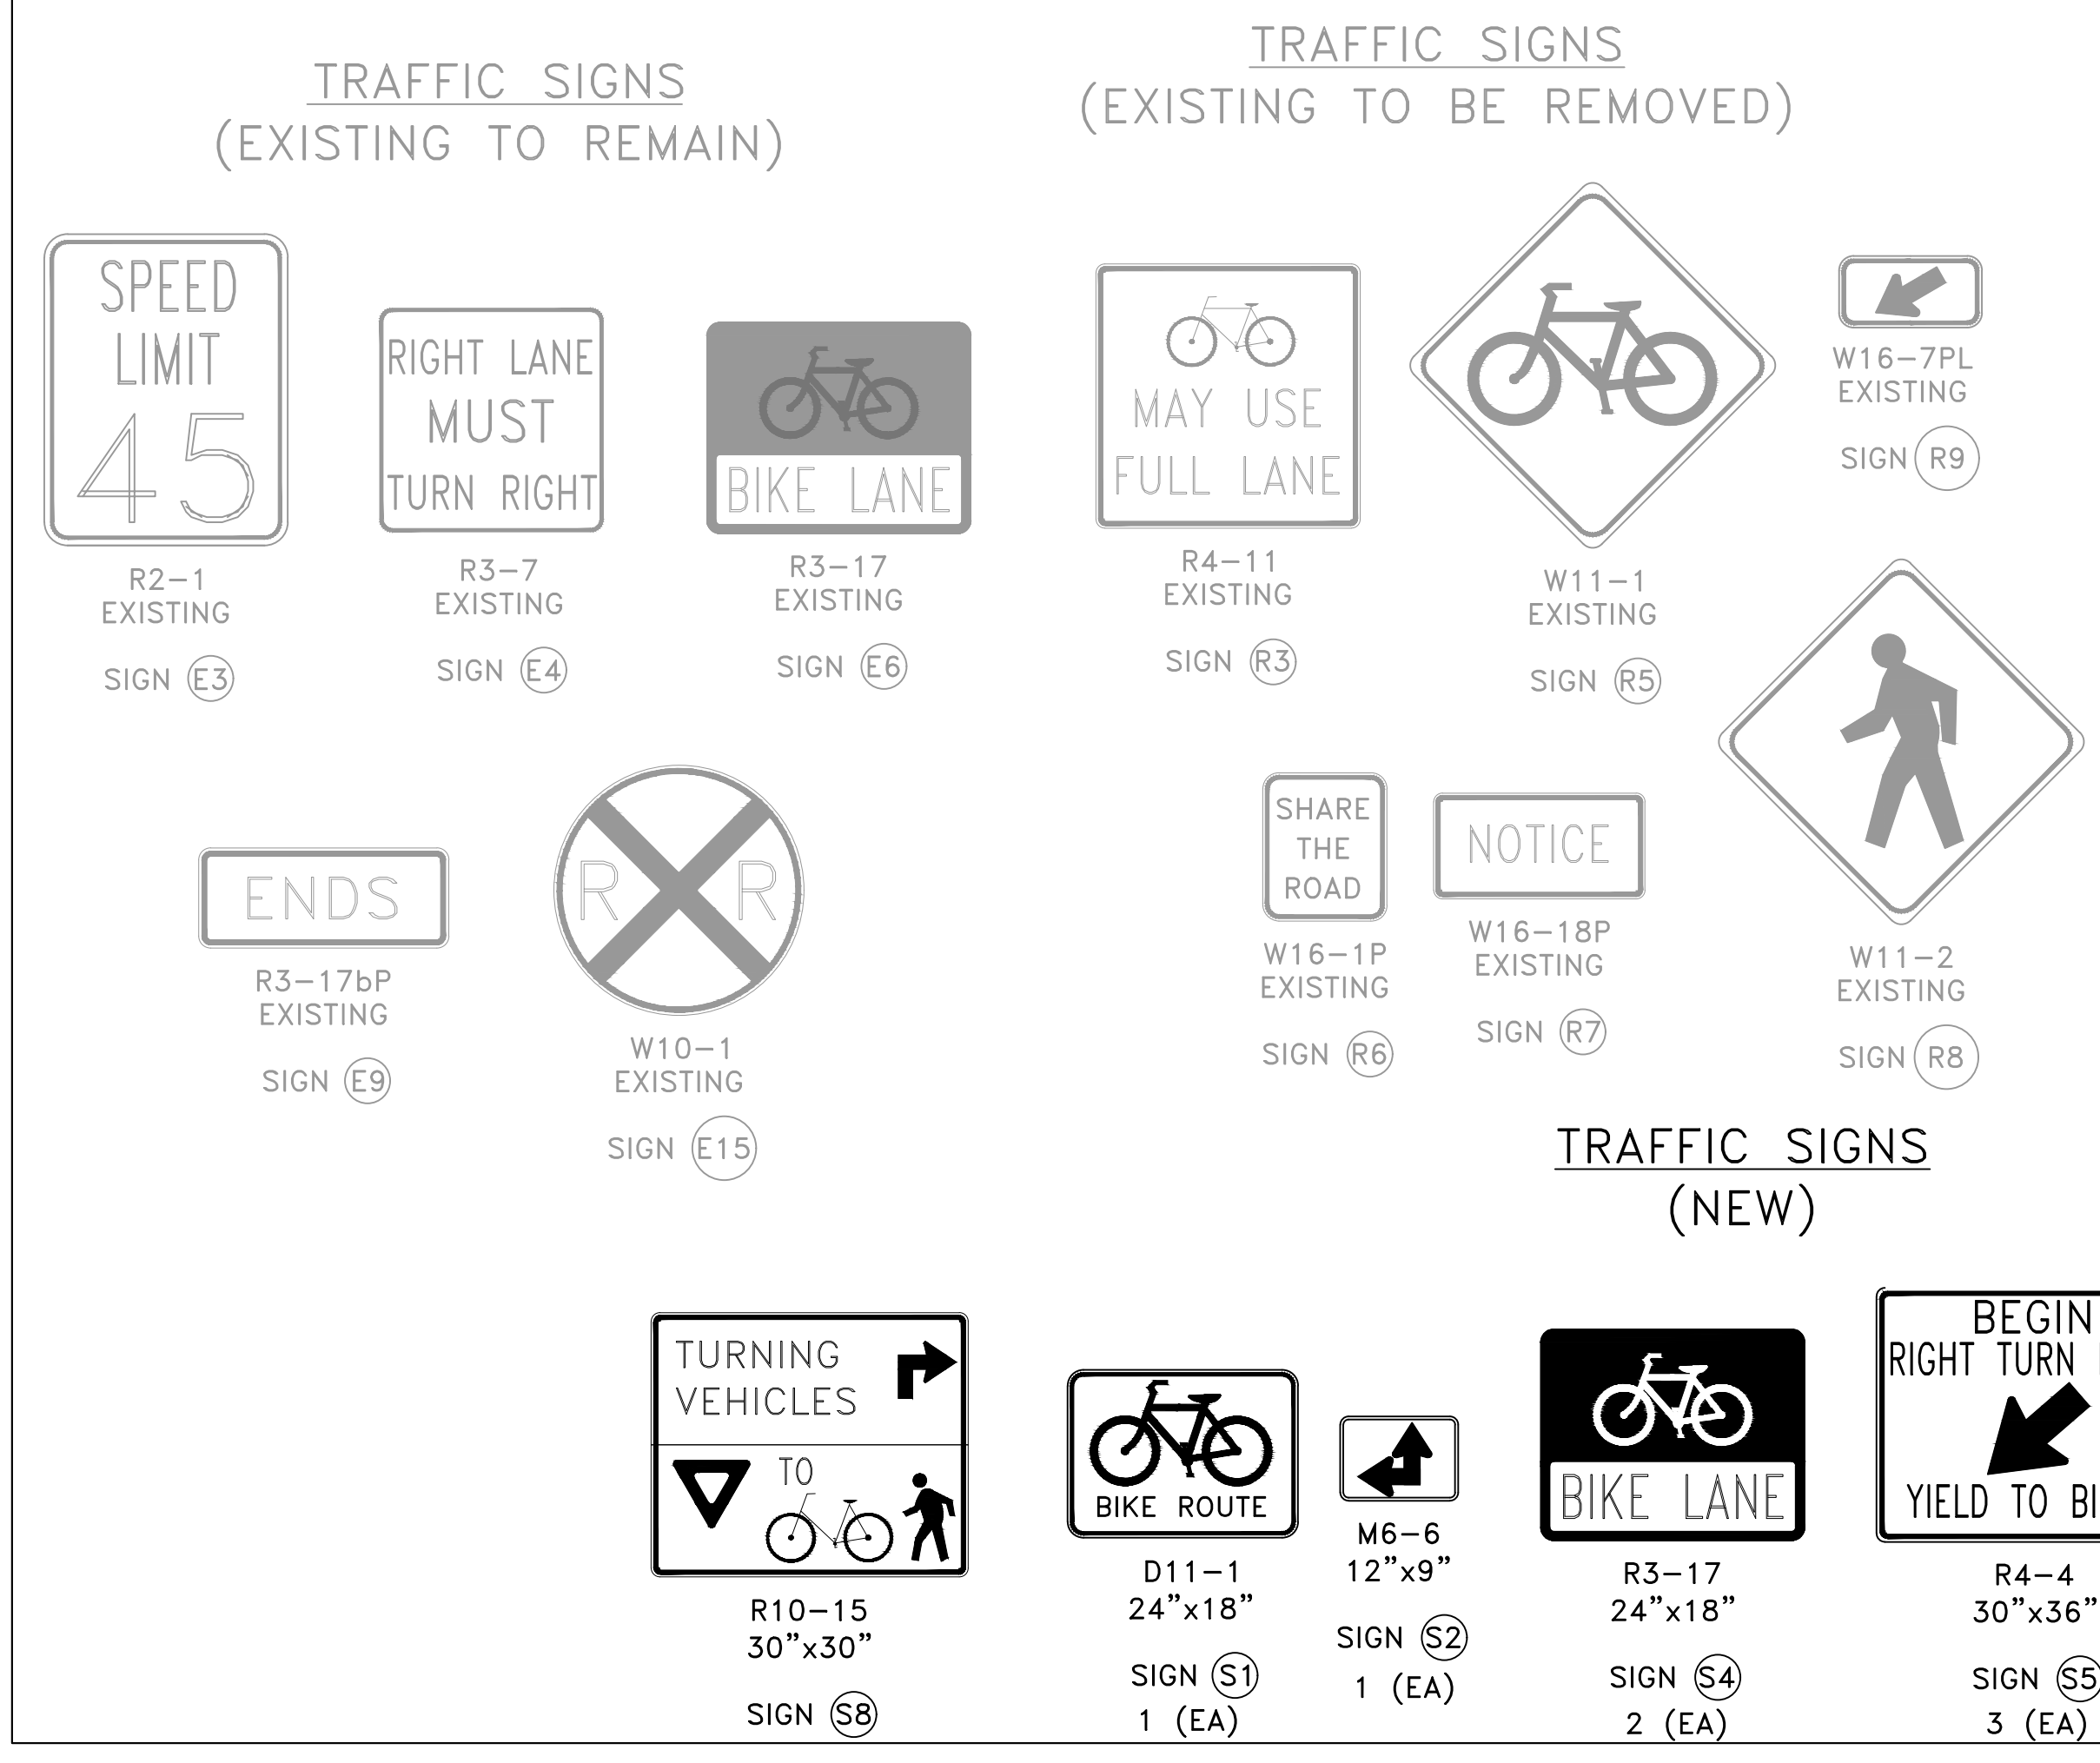 TRAFFIC SIGNS
(EXISTING TO REMAIN)
SPEED
LIMIT
45
R2-1
EXISTING
SIGN E3
RIGHT LANE
MUST
TURN RIGHT
R3-7
EXISTING
SIGN E4
BIKE LANE
R3-17
EXISTING
SIGN E6
ENDS
R3-17bP
EXISTING
SIGN E9
R R
W10-1
EXISTING
SIGN E15
TRAFFIC SIGNS
(EXISTING TO BE REMOVED)
MAY USE
FULL LANE
R4-11
EXISTING
SIGN R3
W11-1
EXISTING
SIGN R5
W16-7PL
EXISTING
SIGN R9
SHARE
THE
ROAD
W16-1P
EXISTING
SIGN R6
NOTICE
W16-18P
EXISTING
SIGN R7
W11-2
EXISTING
SIGN R8
TRAFFIC SIGNS
(NEW)
TURNING
VEHICLES
TO
R10-15
30"x30"
SIGN S8
BIKE ROUTE
D11-1
24"x18"
SIGN S1
1 (EA)
M6-6
12"x9"
SIGN S2
1 (EA)
BIKE LANE
R3-17
24"x18"
SIGN S4
2 (EA)
BEGIN
RIGHT TURN
YIELD TO BI
R4-4
30"x36"
SIGN S5
3 (EA)